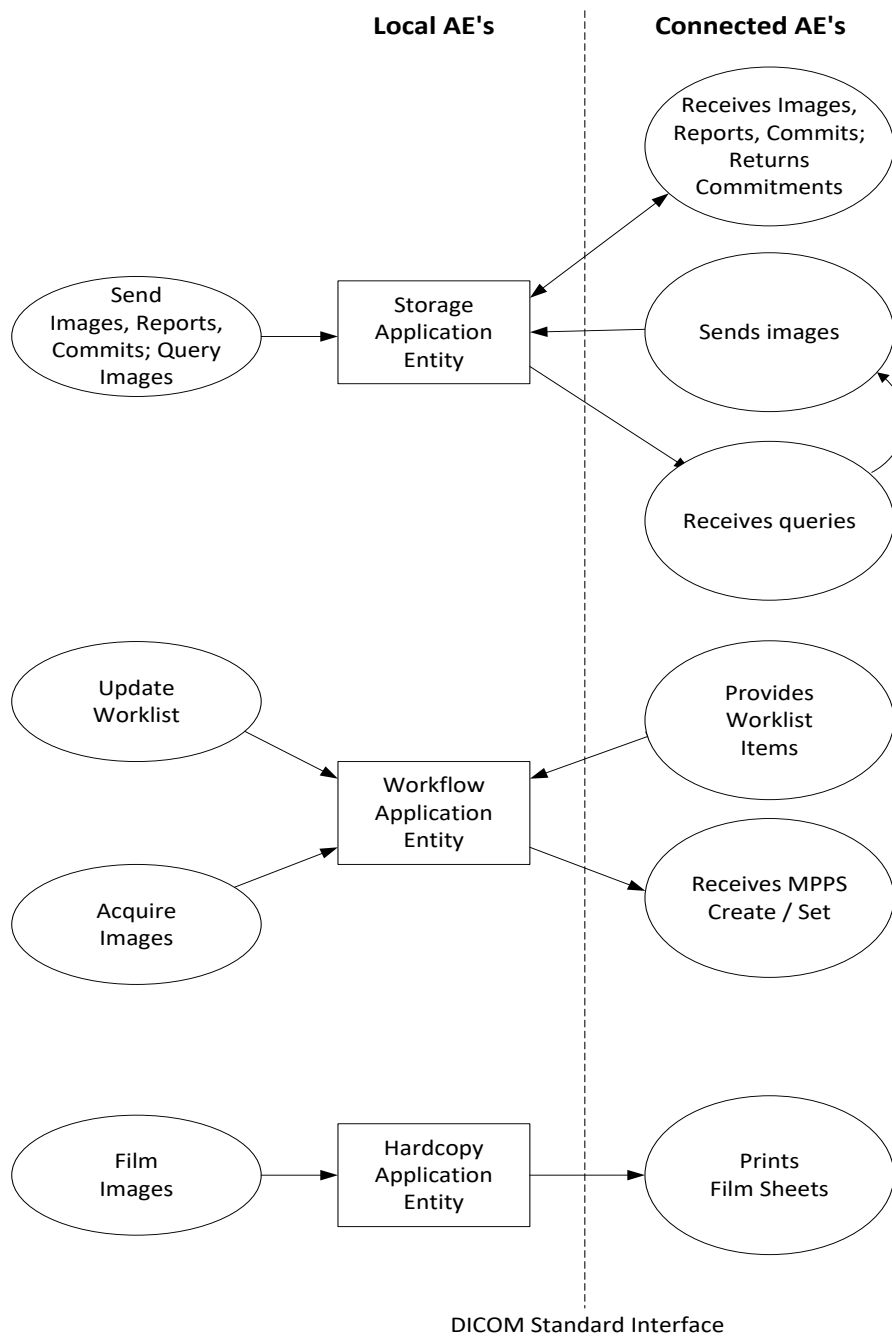 Local AE's
Connected AE's
Receives Images,
Reports, Commits;
Returns
Commitments
Send
Images, Reports,
Commits; Query
Images
Storage
Application
Entity
Sends images
Receives queries
Update
Worklist
Provides
Worklist
Items
Workflow
Application
Entity
Acquire
Images
Receives MPPS
Create / Set
Film
Images
Hardcopy
Application
Entity
Prints
Film Sheets
DICOM Standard Interface